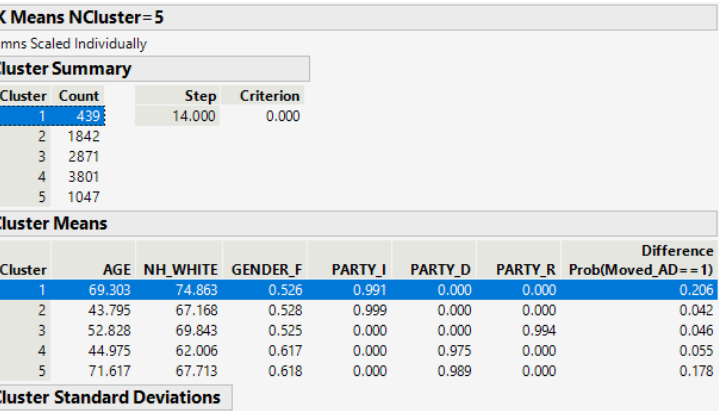 K Means NCluster=5
mns Scaled Individually
Cluster Summary
Cluster Count Step Criterion
1 439 14.000 0.000
2 1842
3 2871
4 3801
5 1047
Cluster Means
Difference
Cluster AGE NH_WHITE GENDER_F PARTY_I PARTY_D PARTY_R Prob(Moved_AD==1)
1 69.303 74.863 0.526 0.991 0.000 0.000 0.206
2 43.795 67.168 0.528 0.999 0.000 0.000 0.042
3 52.828 69.843 0.525 0.000 0.000 0.994 0.046
4 44.975 62.006 0.617 0.000 0.975 0.000 0.055
5 71.617 67.713 0.618 0.000 0.989 0.000 0.178
Cluster Standard Deviations